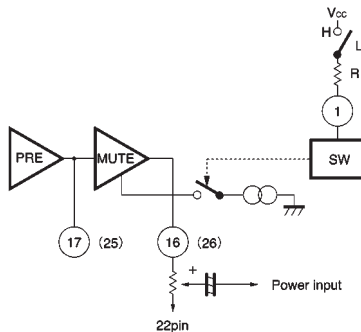 Vcc
H
L
R
1
PRE
MUTE
SW
17 (25)
16 (26)
+
Power input
22pin